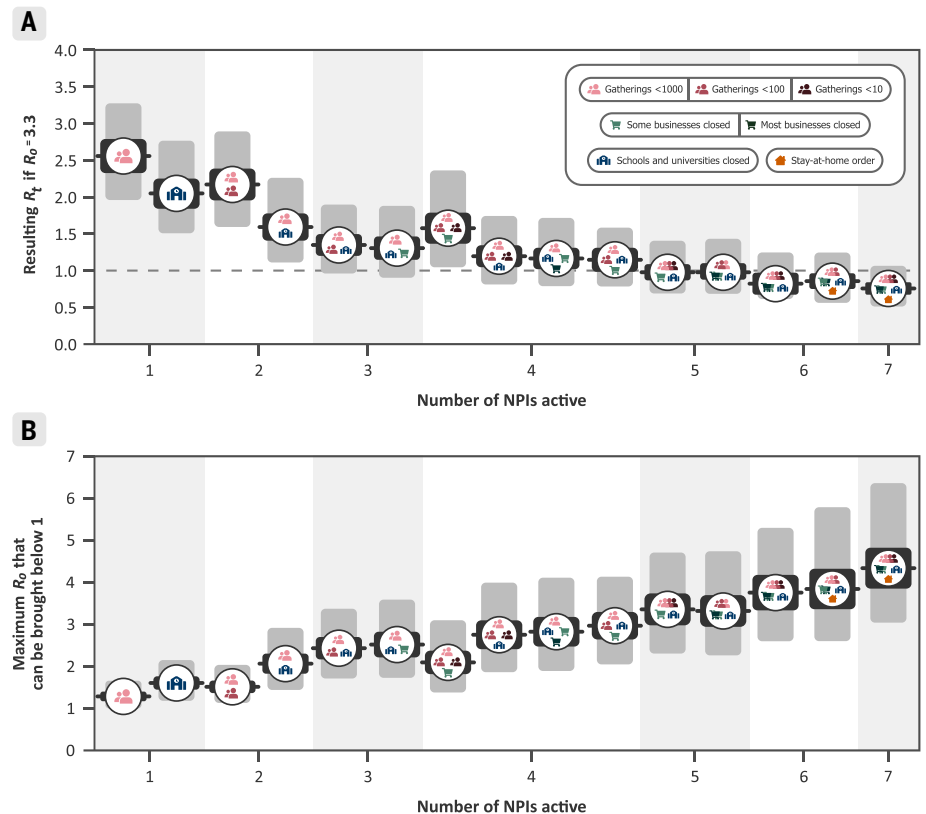 A
4.0
3.5
3.0
2.5
2.0
1.5
1.0
0.5
0.0
Resulting Rt if R0 = 3.3
Gatherings <1000
Gatherings <100
Gatherings <10
Some businesses closed
Most businesses closed
Schools and universities closed
Stay-at-home order
1
2
3
4
5
6
7
Number of NPIs active
B
7
6
5
4
3
2
1
0
Maximum R0 that
can be brought below 1
1
2
3
4
5
6
7
Number of NPIs active